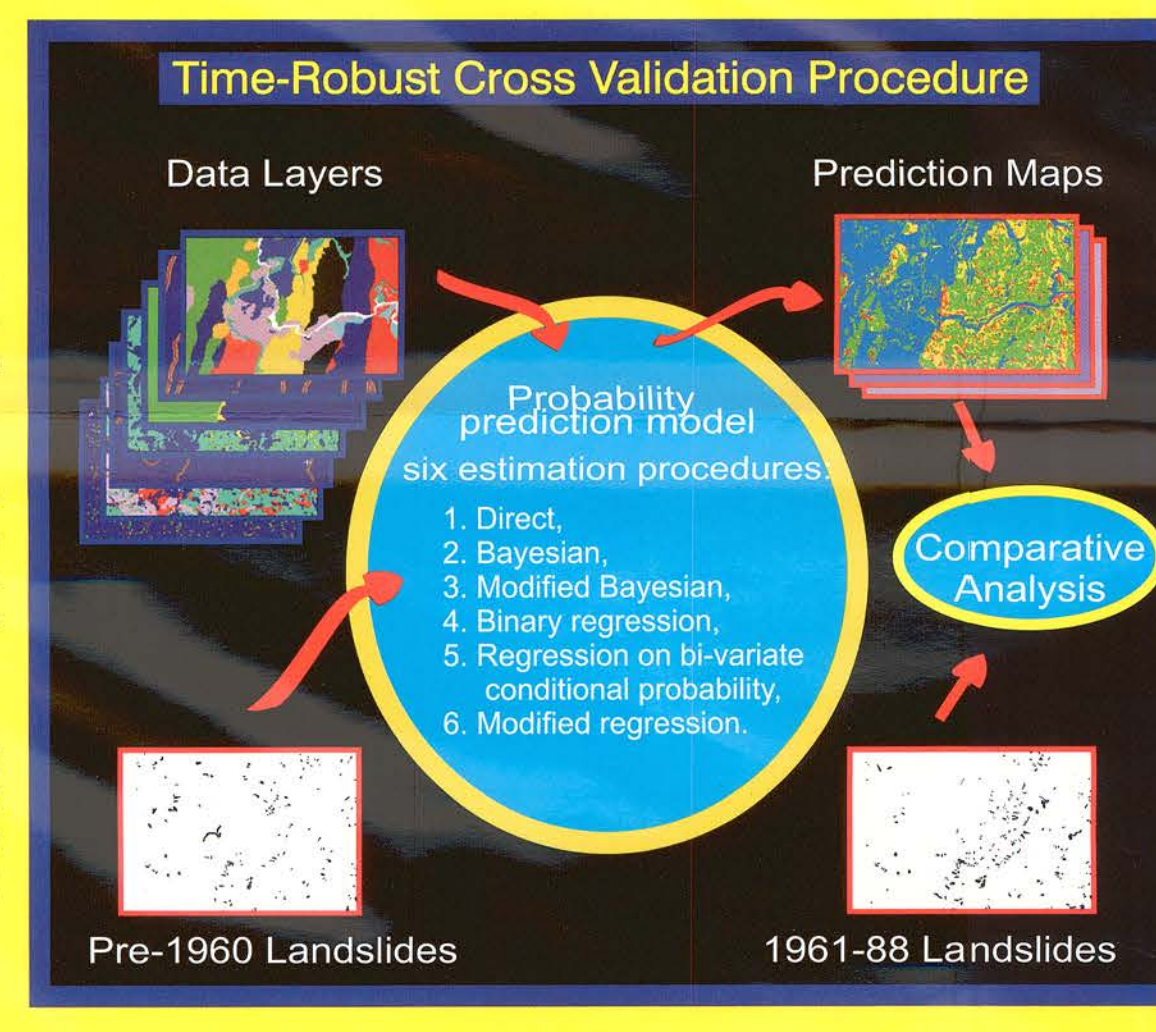 Time-Robust Cross Validation Procedure
Data Layers
Prediction Maps
Probability
prediction model
six estimation procedures:
1. Direct,
2. Bayesian,
3. Modified Bayesian,
4. Binary regression,
5. Regression on bi-variate
conditional probability,
6. Modified regression.
Comparative
Analysis
Pre-1960 Landslides
1961-88 Landslides